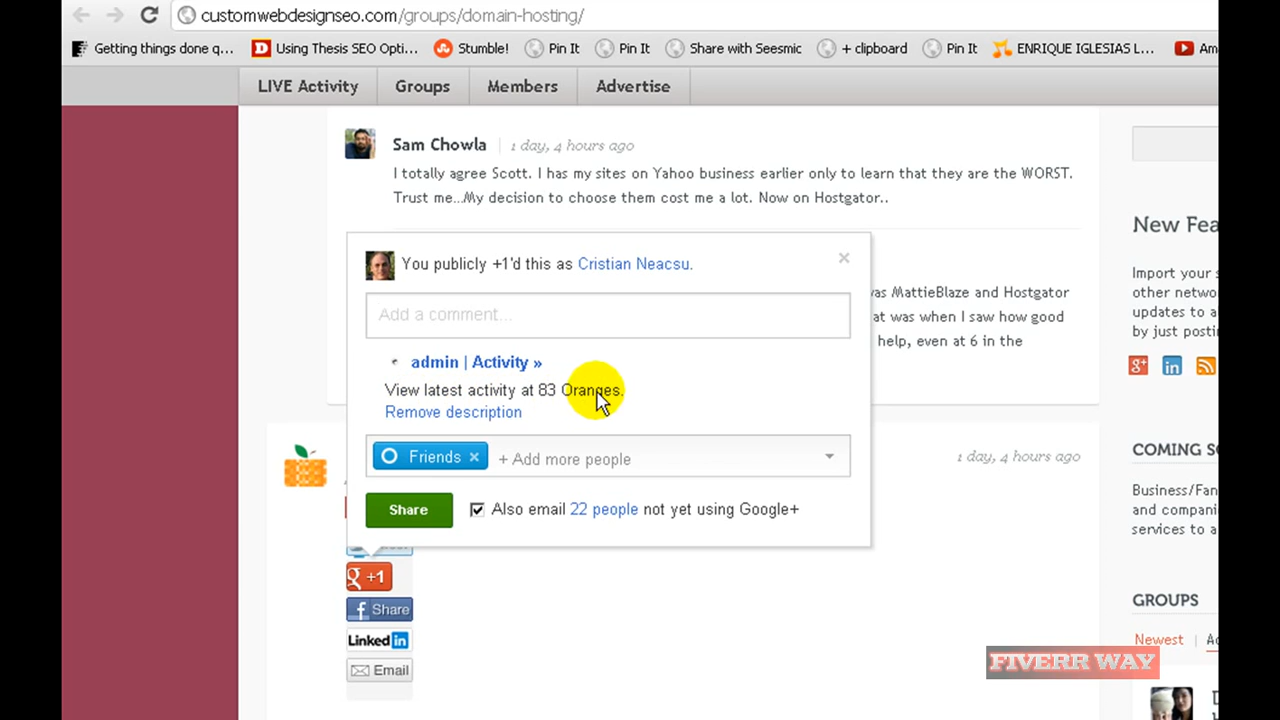 customwebdesignseo.com/groups/domain-hosting/
Getting things done q... Using Thesis SEO Opti... Stumble! Pin It Pin It Share with Seesmic + clipboard Pin It ENRIQUE IGLESIAS L... Am
LIVE Activity Groups Members Advertise
Sam Chowla 1 day, 4 hours ago
I totally agree Scott. I has my sites on Yahoo business earlier only to learn that they are the WORST.
Trust me...My decision to choose them cost me a lot. Now on Hostgator..
You publicly +1'd this as Cristian Neacsu.
Add a comment...
admin | Activity »
View latest activity at 83 Oranges.
Remove description
Friends × + Add more people
Share Also email 22 people not yet using Google+
was MattieBlaze and Hostgator
at was when I saw how good
help, even at 6 in the
1 day, 4 hours ago
g +1
f Share
Linked in
Email
New Fea
Import your s
other netwo
updates to a
by just posti
g+ in
COMING S
Business/Fan
and compani
services to a
GROUPS
Newest
FIVERR WAY